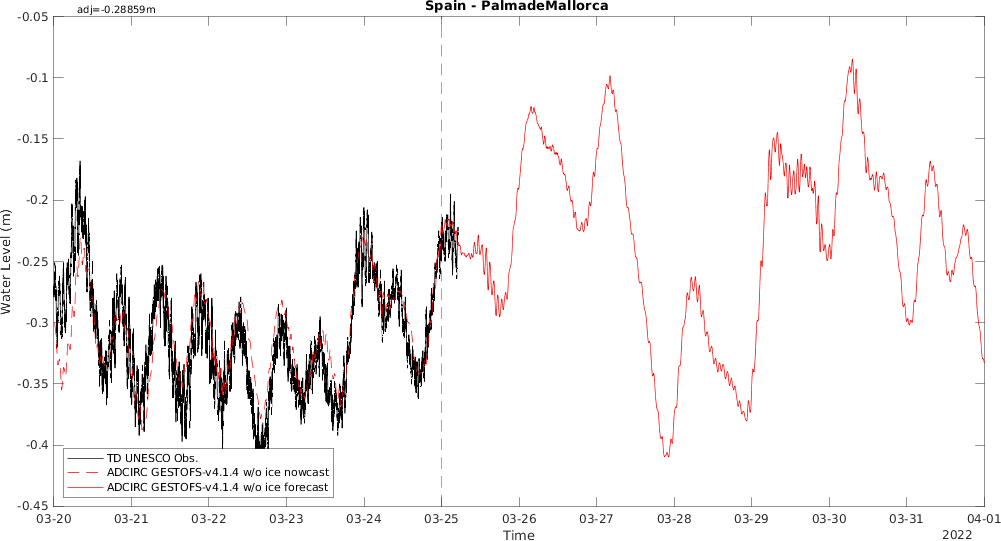 Spain - PalmadeMallorca
adj=-0.28859m
-0.05
-0.1
-0.15
-0.2
-0.25
-0.3
-0.35
-0.4
-0.45
Water Level (m)
TD UNESCO Obs.
ADCIRC GESTOFS-v4.1.4 w/o ice nowcast
ADCIRC GESTOFS-v4.1.4 w/o ice forecast
03-20 03-21 03-22 03-23 03-24 03-25 03-26 03-27 03-28 03-29 03-30 03-31 04-01
Time
2022